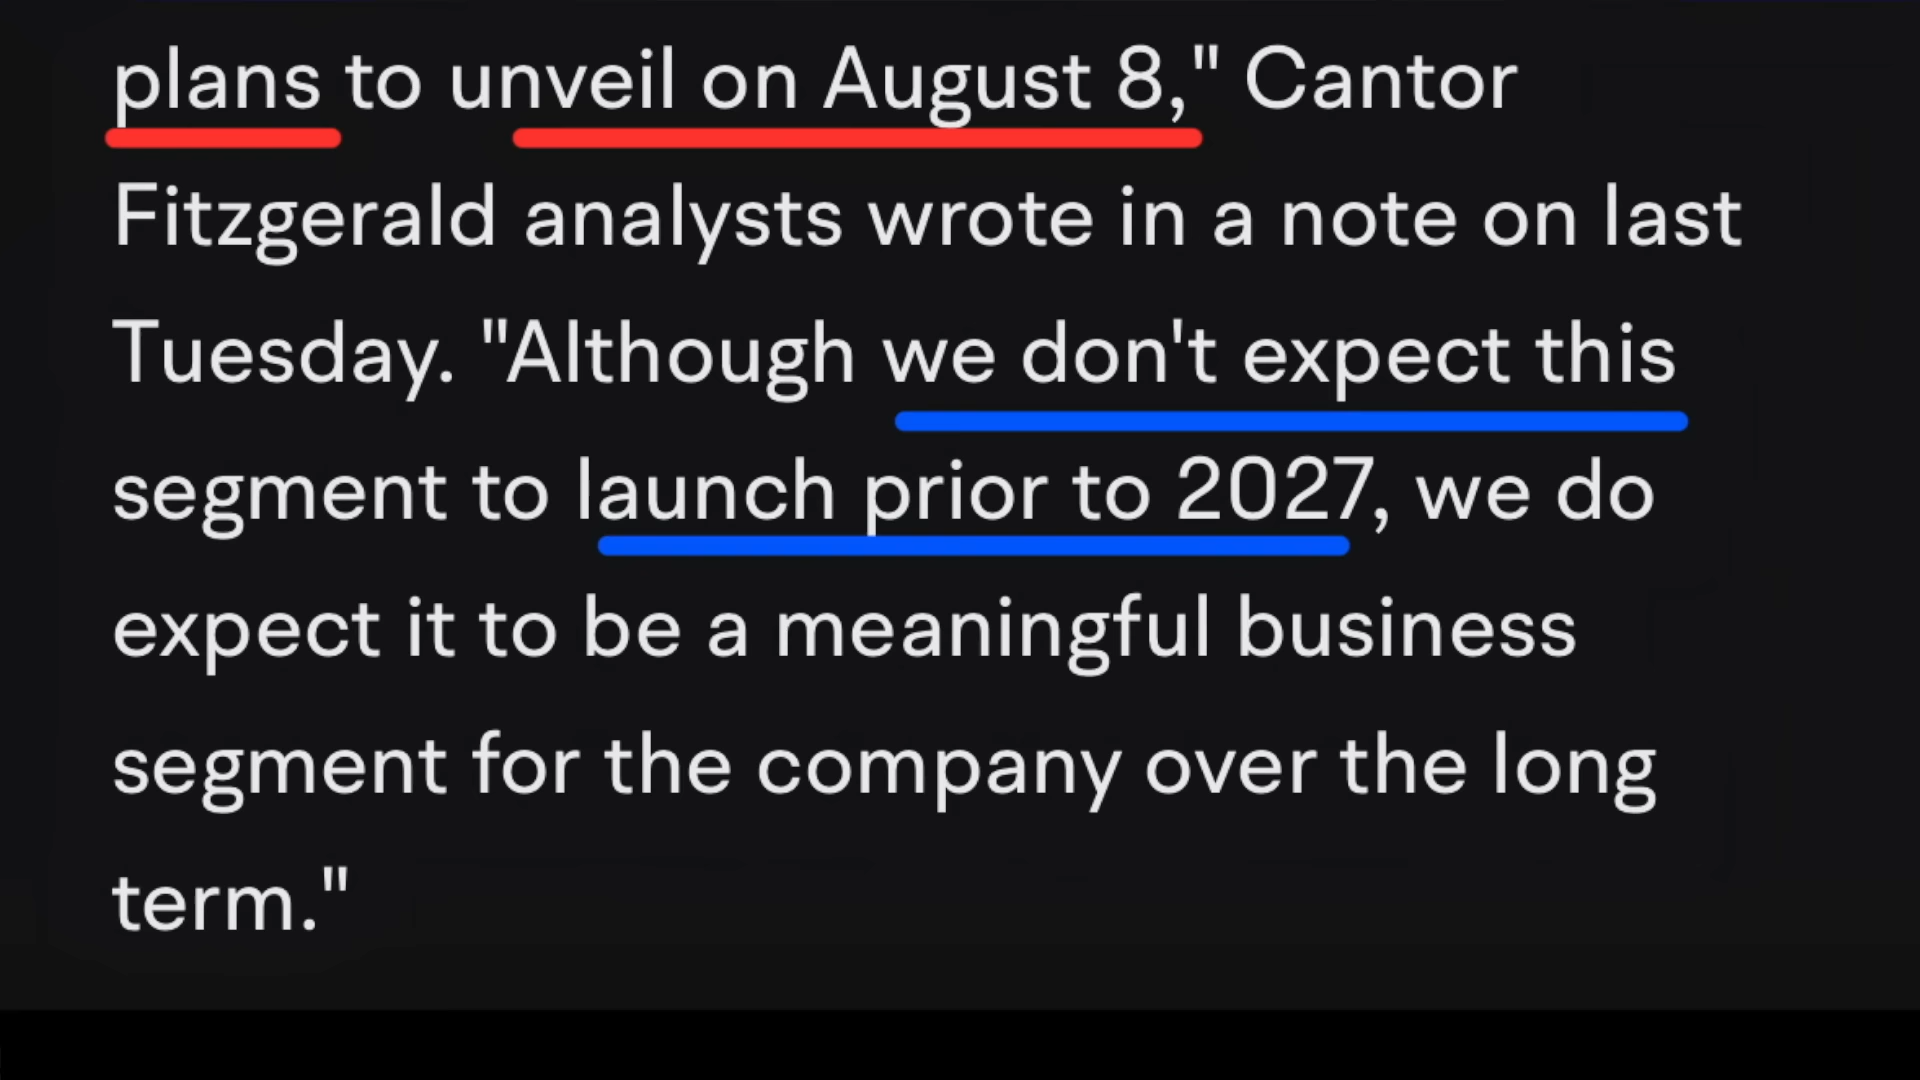 plans to unveil on August 8," Cantor
Fitzgerald analysts wrote in a note on last
Tuesday. "Although we don't expect this
segment to launch prior to 2027, we do
expect it to be a meaningful business
segment for the company over the long
term."